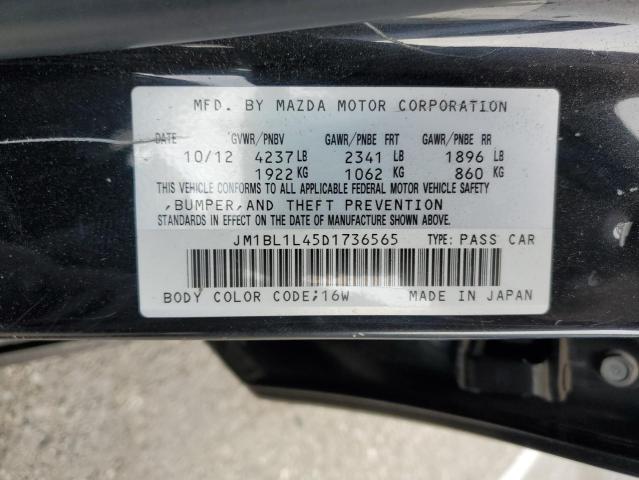 MFD. BY MAZDA MOTOR CORPORATION
DATE GVWR/PNBV GAWR/PNBE FRT GAWR/PNBE RR
10/12 4237 LB 2341 LB 1896 LB
1922 KG 1062 KG 860 KG
THIS VEHICLE CONFORMS TO ALL APPLICABLE FEDERAL MOTOR VEHICLE SAFETY
,BUMPER,AND THEFT PREVENTION
STANDARDS IN EFFECT ON THE DATE OF MANUFACTURE SHOWN ABOVE.
JM1BL1L45D1736565 TYPE: PASS CAR
BODY COLOR CODE;16W MADE IN JAPAN